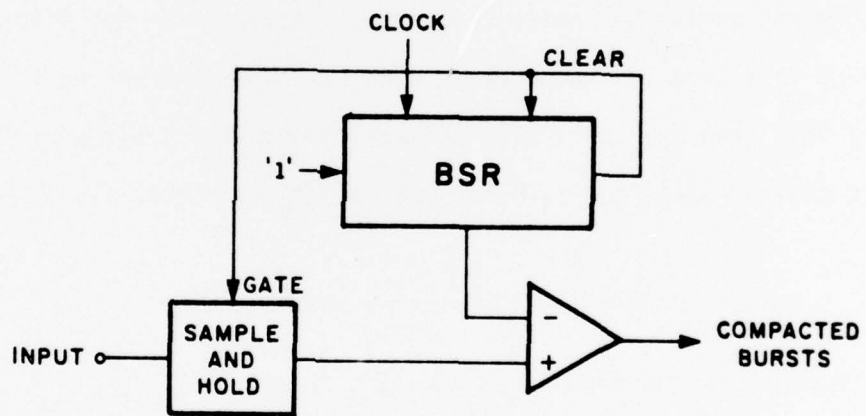 CLOCK
CLEAR
'1'
BSR
GATE
INPUT
SAMPLE
AND
HOLD
-
+
COMPACTED
BURSTS